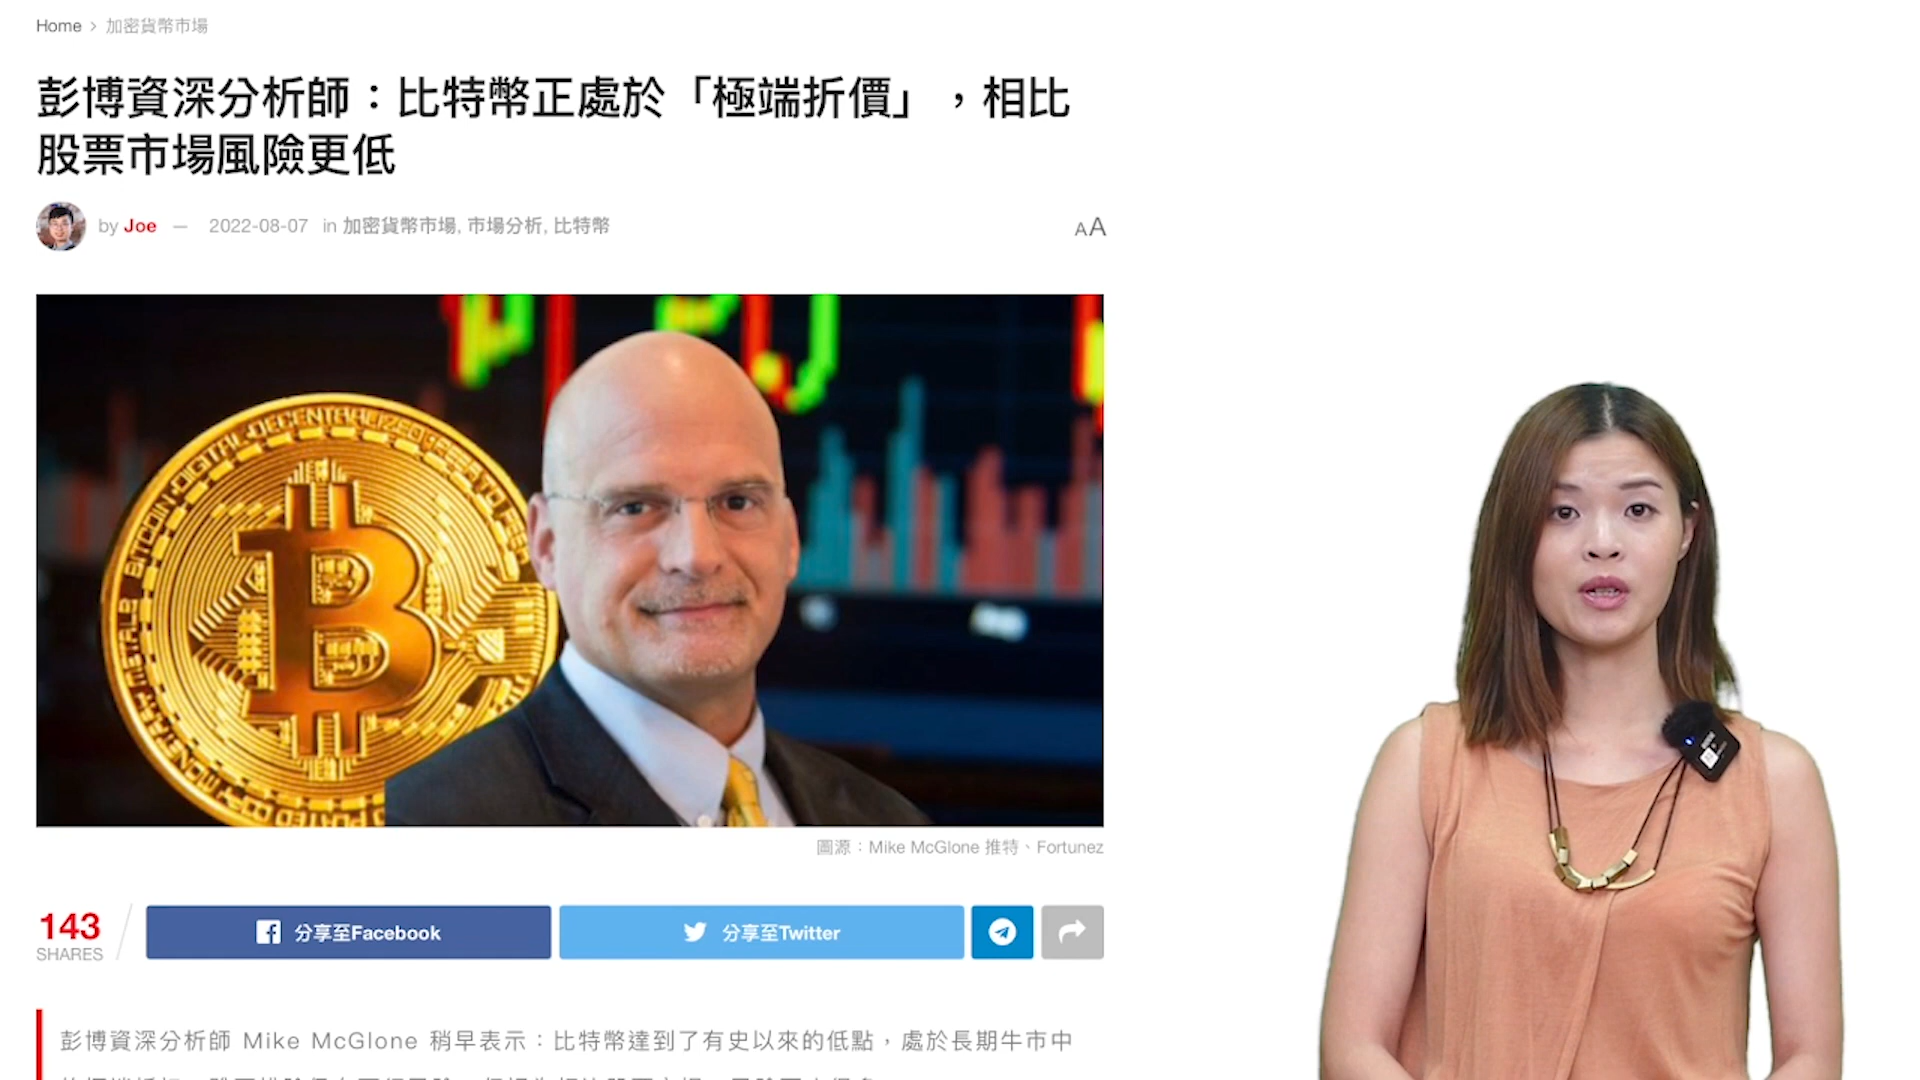 Home > 加密貨幣市場
彭博資深分析師：比特幣正處於「極端折價」，相比
股票市場風險更低
by Joe — 2022-08-07 in 加密貨幣市場, 市場分析, 比特幣
AA
BITCOIN·DIGITAL·DECENTRALIZED
圖源：Mike McGlone 推特、Fortunez
143
SHARES
分享至Facebook
分享至Twitter
彭博資深分析師 Mike McGlone 稍早表示：比特幣達到了有史以來的低點，處於長期牛市中